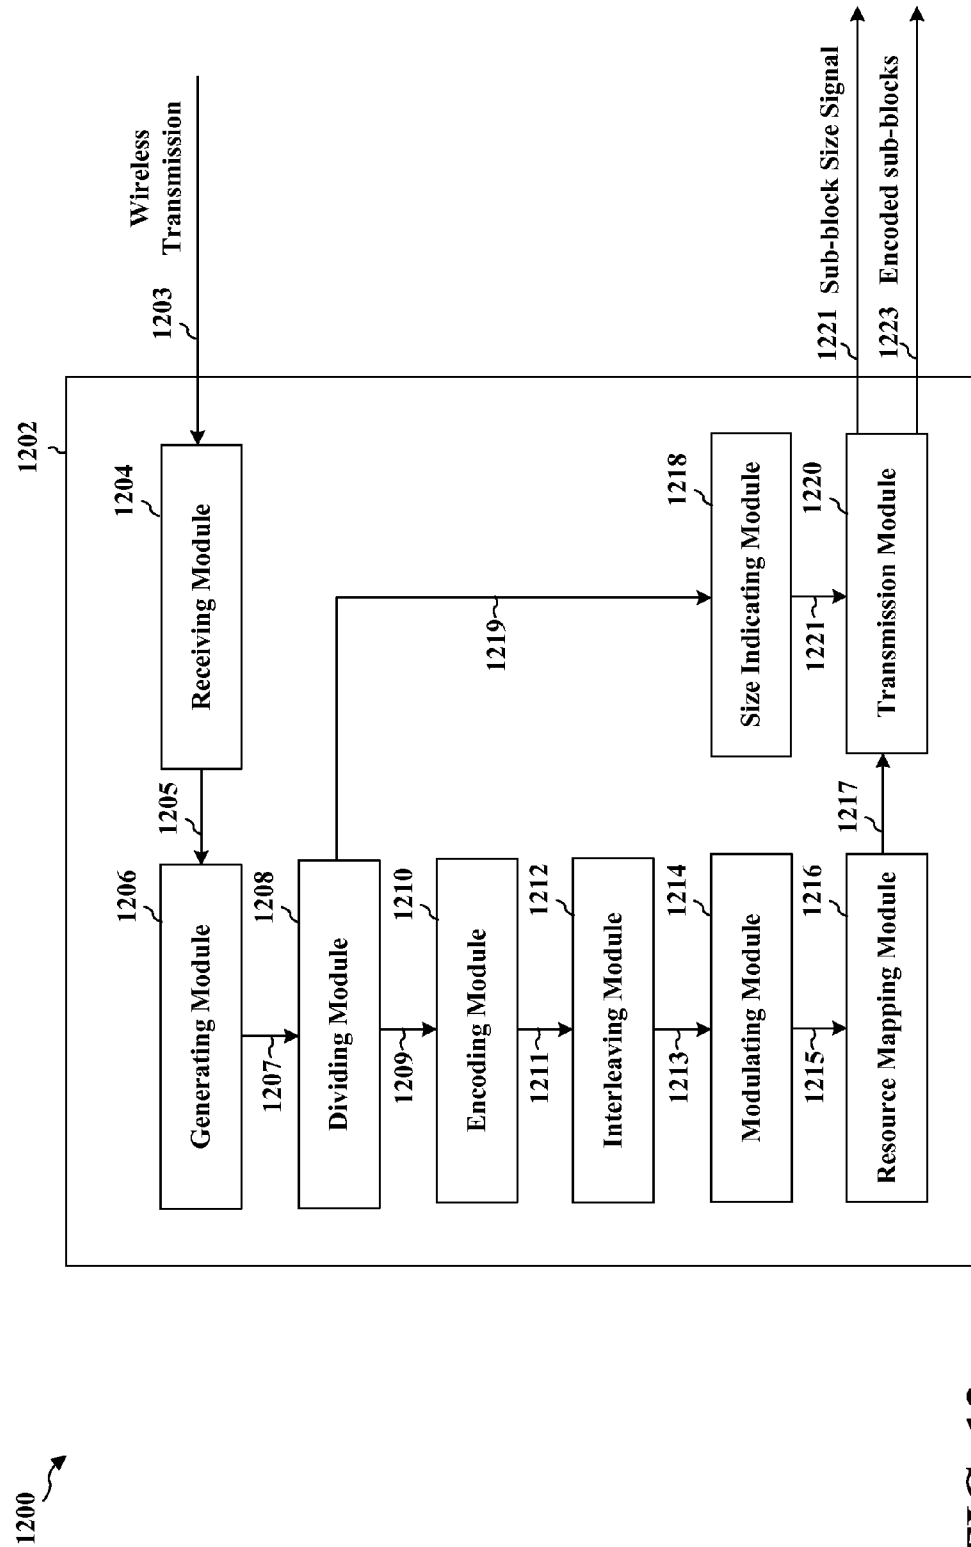 1200
1202
Wireless
Transmission
1203
1204
Receiving Module
1205
1206
Generating Module
1207
1208
Dividing Module
1209
1210
Encoding Module
1211
1212
Interleaving Module
1213
1214
Modulating Module
1215
1216
Resource Mapping Module
1217
1218
Size Indicating Module
1219
1221
1220
Transmission Module
1221 Sub-block Size Signal
1223 Encoded sub-blocks